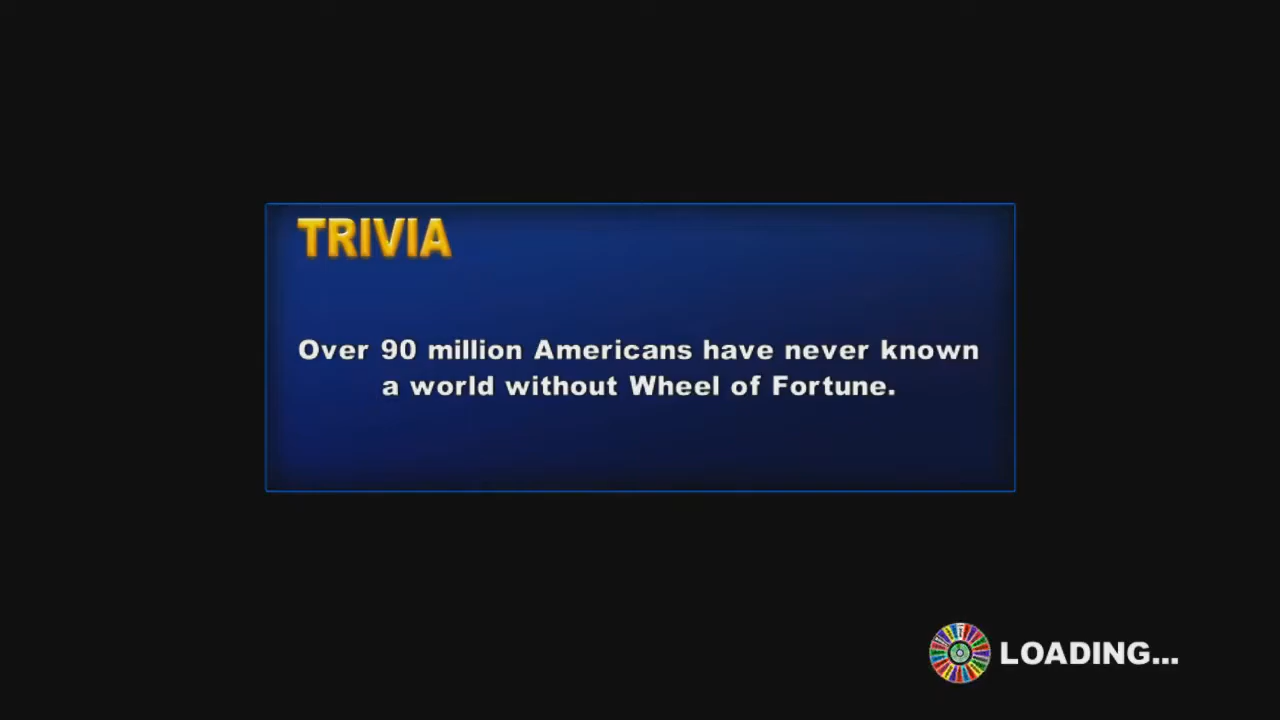 TRIVIA
Over 90 million Americans have never known
a world without Wheel of Fortune.
LOADING...